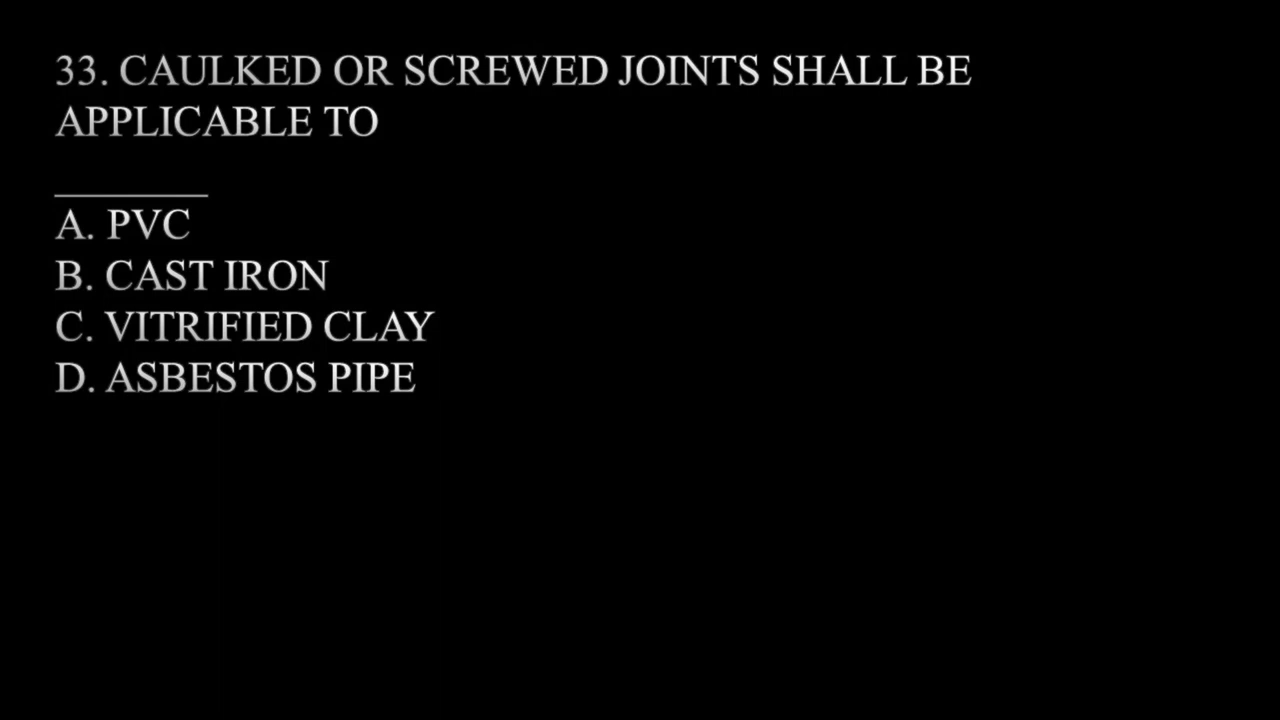 33. CAULKED OR SCREWED JOINTS SHALL BE
APPLICABLE TO
________
A. PVC
B. CAST IRON
C. VITRIFIED CLAY
D. ASBESTOS PIPE